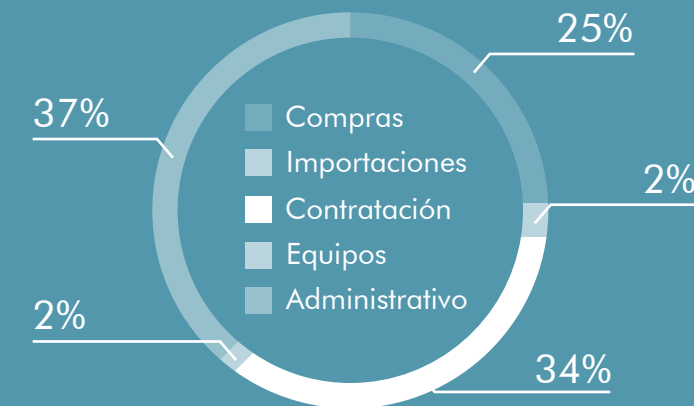 25%
37%
Compras
Importaciones
2%
Contratación
Equipos
Administrativo
2%
34%